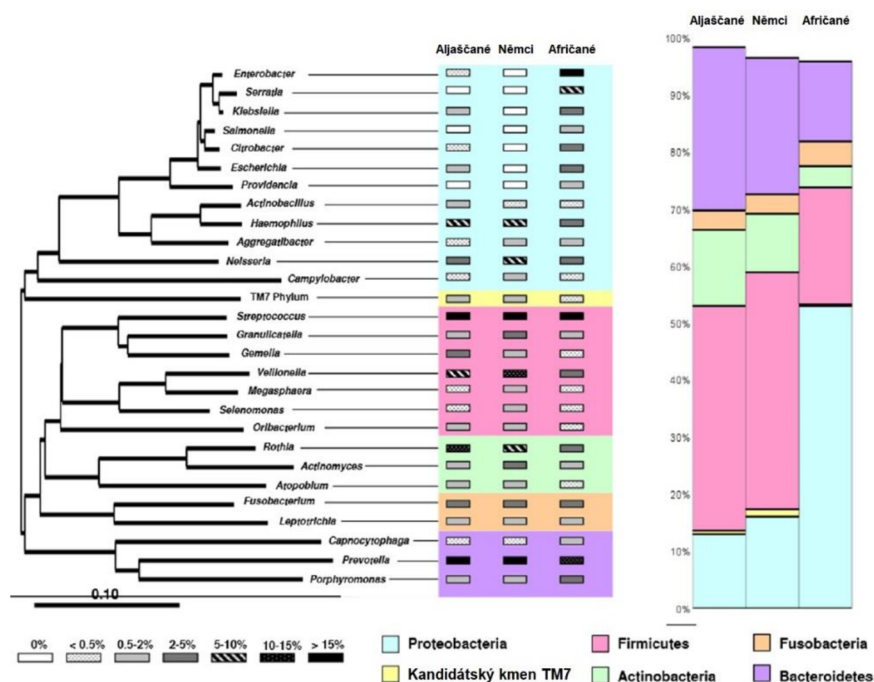 Aljaščané Němci Afričané
Enterobacter
Serratia
Klebsiella
Salmonella
Citrobacter
Escherichia
Providencia
Actinobacillus
Haemophilus
Aggregatibacter
Neisseria
Campylobacter
TM7 Phylum
Streptococcus
Granulicatella
Gemella
Veillonella
Megasphaera
Selenomonas
Oribacterium
Rothia
Actinomyces
Atopobium
Fusobacterium
Leptotrichia
Capnocytophaga
Prevotella
Porphyromonas
0.10
0% < 0.5% 0.5-2% 2-5% 5-10% 10-15% > 15%
Aljaščané Němci Afričané
100%
90%
80%
70%
60%
50%
40%
30%
20%
10%
0%
Proteobacteria Firmicutes Fusobacteria
Kandidátský kmen TM7 Actinobacteria Bacteroidetes